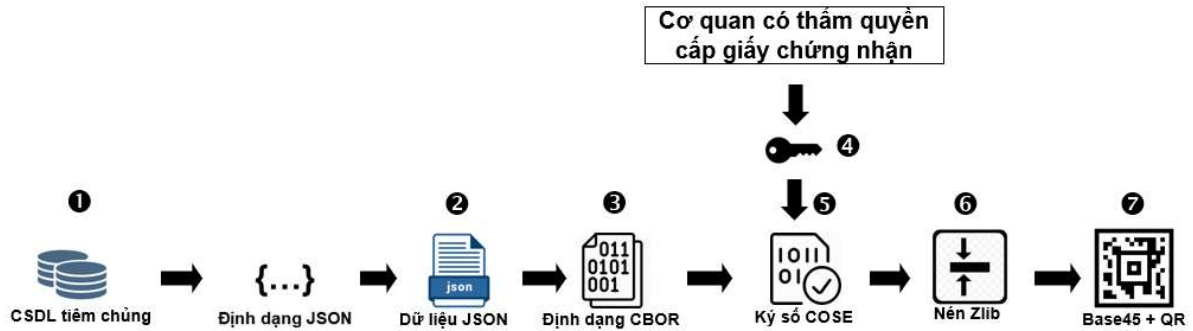 Cơ quan có thẩm quyền
cấp giấy chứng nhận
❹
❶
❷
❸
❺
❻
❼
{...}
json
011
0101
001
1011
01
CSDL tiêm chủng
Định dạng JSON
Dữ liệu JSON
Định dạng CBOR
Ký số COSE
Nén Zlib
Base45 + QR